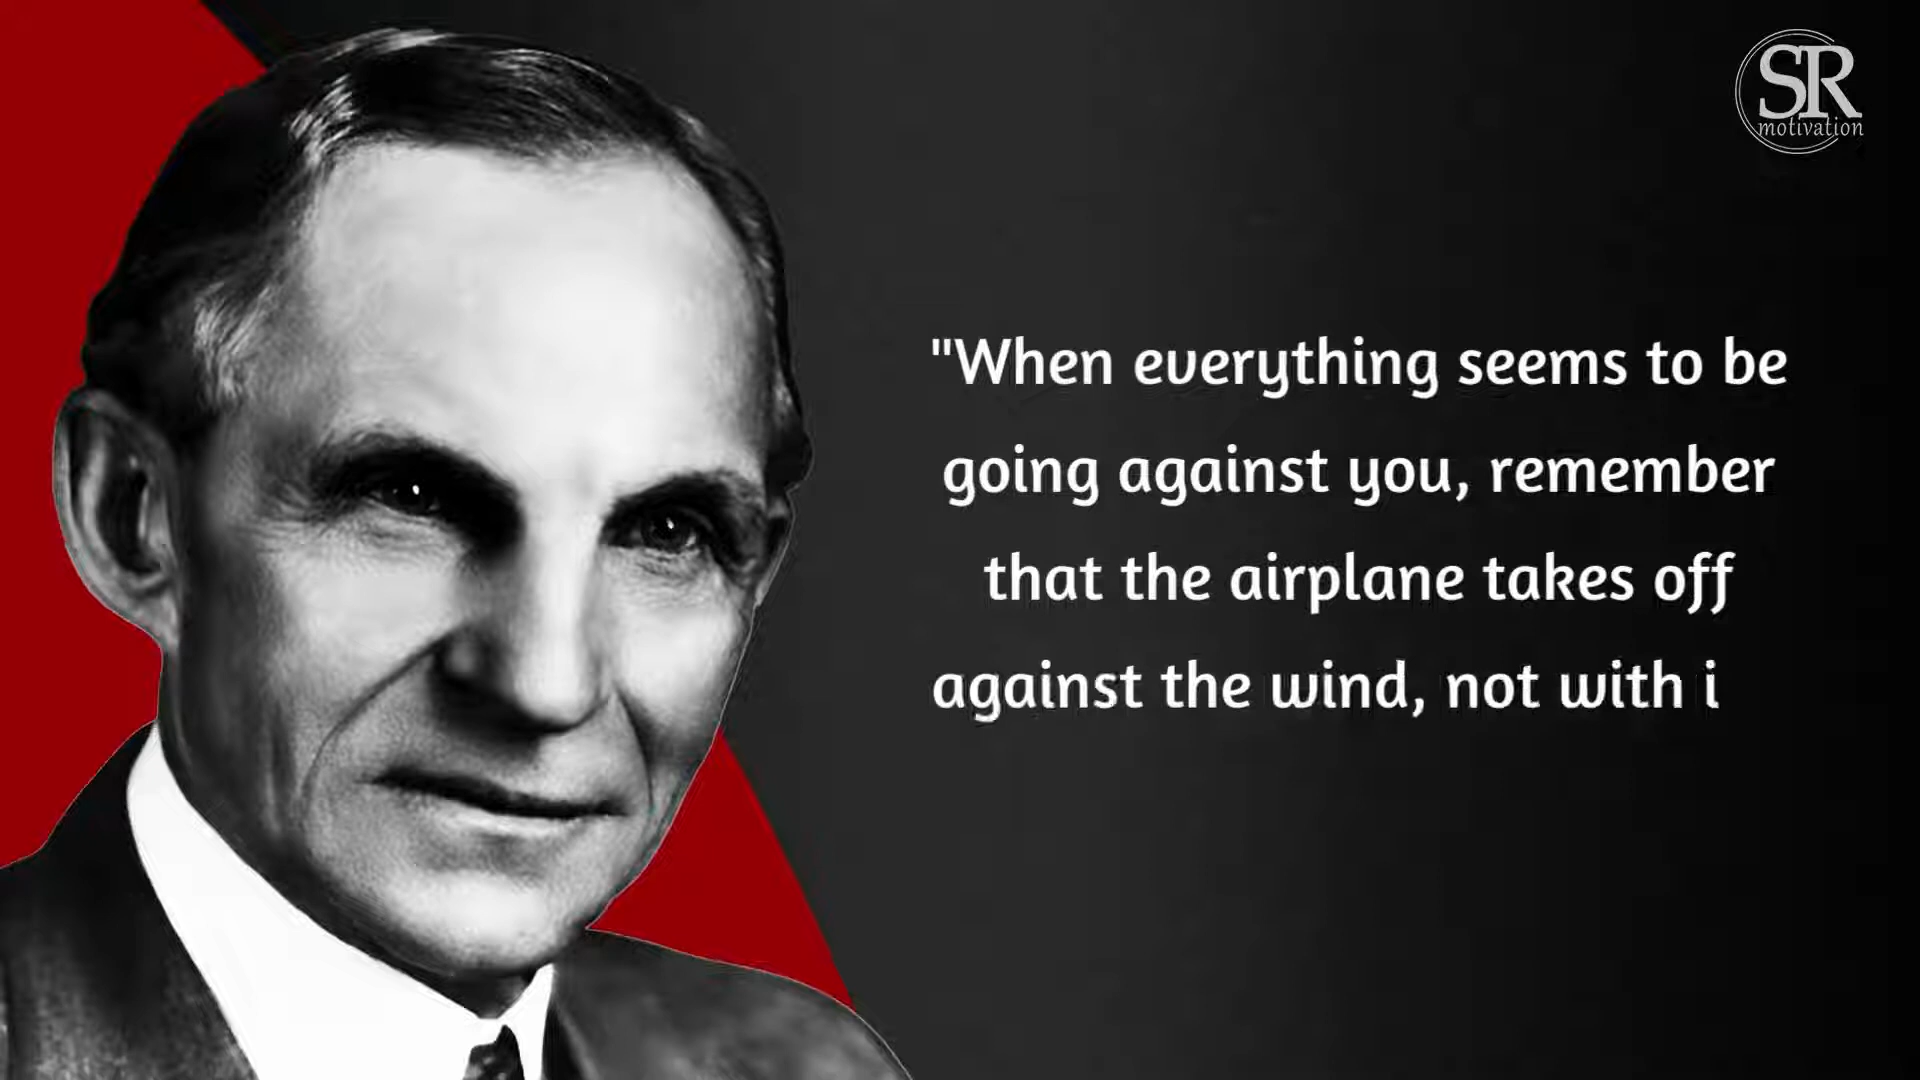 SR
motivation
"When everything seems to be
going against you, remember
that the airplane takes off
against the wind, not with i